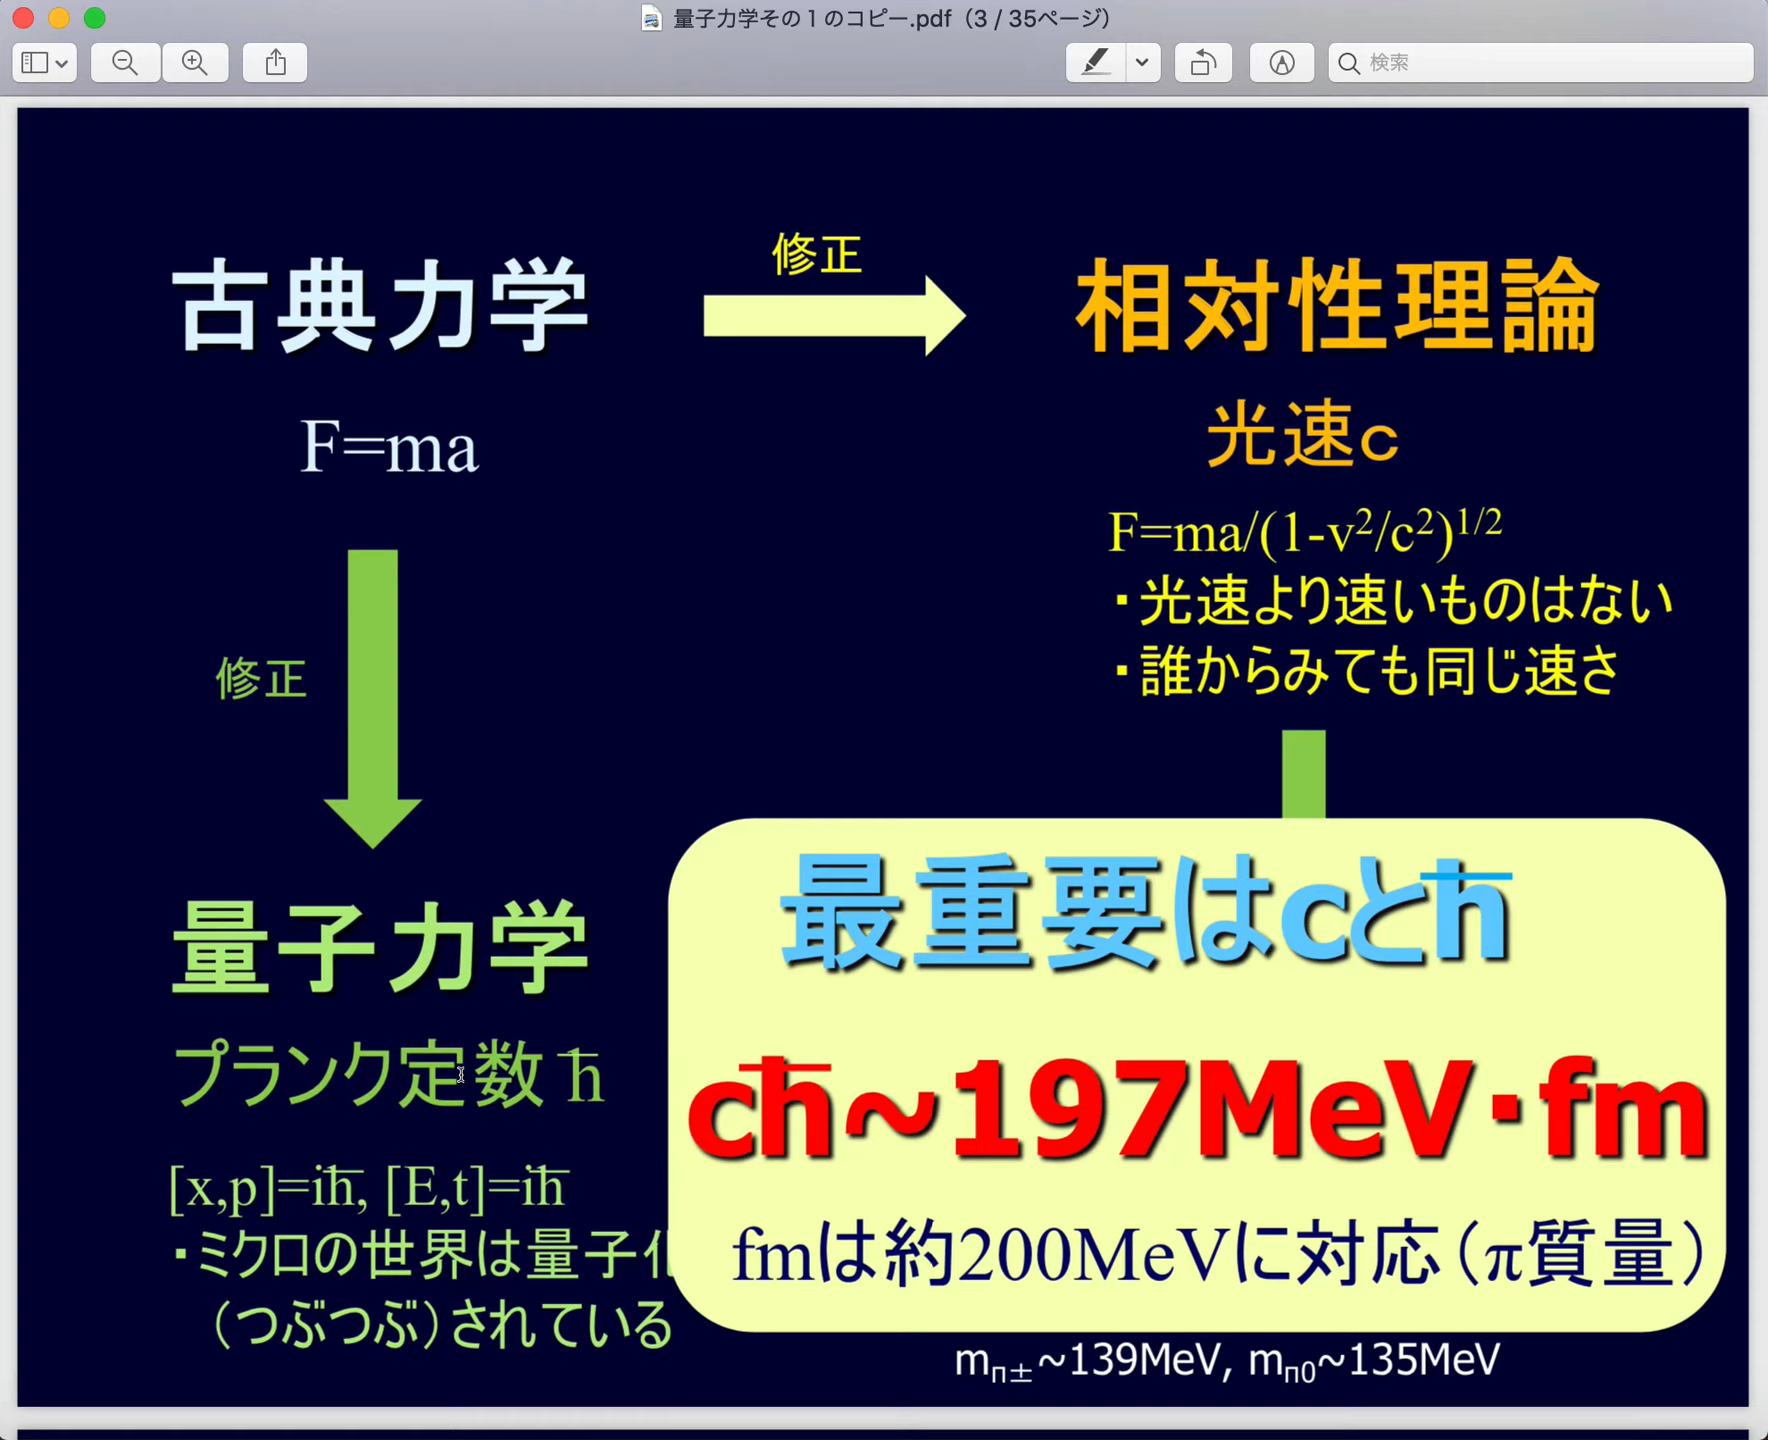 量子力学その1のコピー.pdf（3 / 35ページ）
検索
古典力学
修正
相対性理論
F=ma
光速c
F=ma/(1-v²/c²)¹/²
・光速より速いものはない
・誰からみても同じ速さ
修正
量子力学
プランク定数 ħ
[x,p]=iħ, [E,t]=iħ
・ミクロの世界は量子
（つぶつぶ）されている
最重要はcとħ
cħ~197MeV・fm
fmは約200MeVに対応（π質量）
mπ±~139MeV, mπ0~135MeV